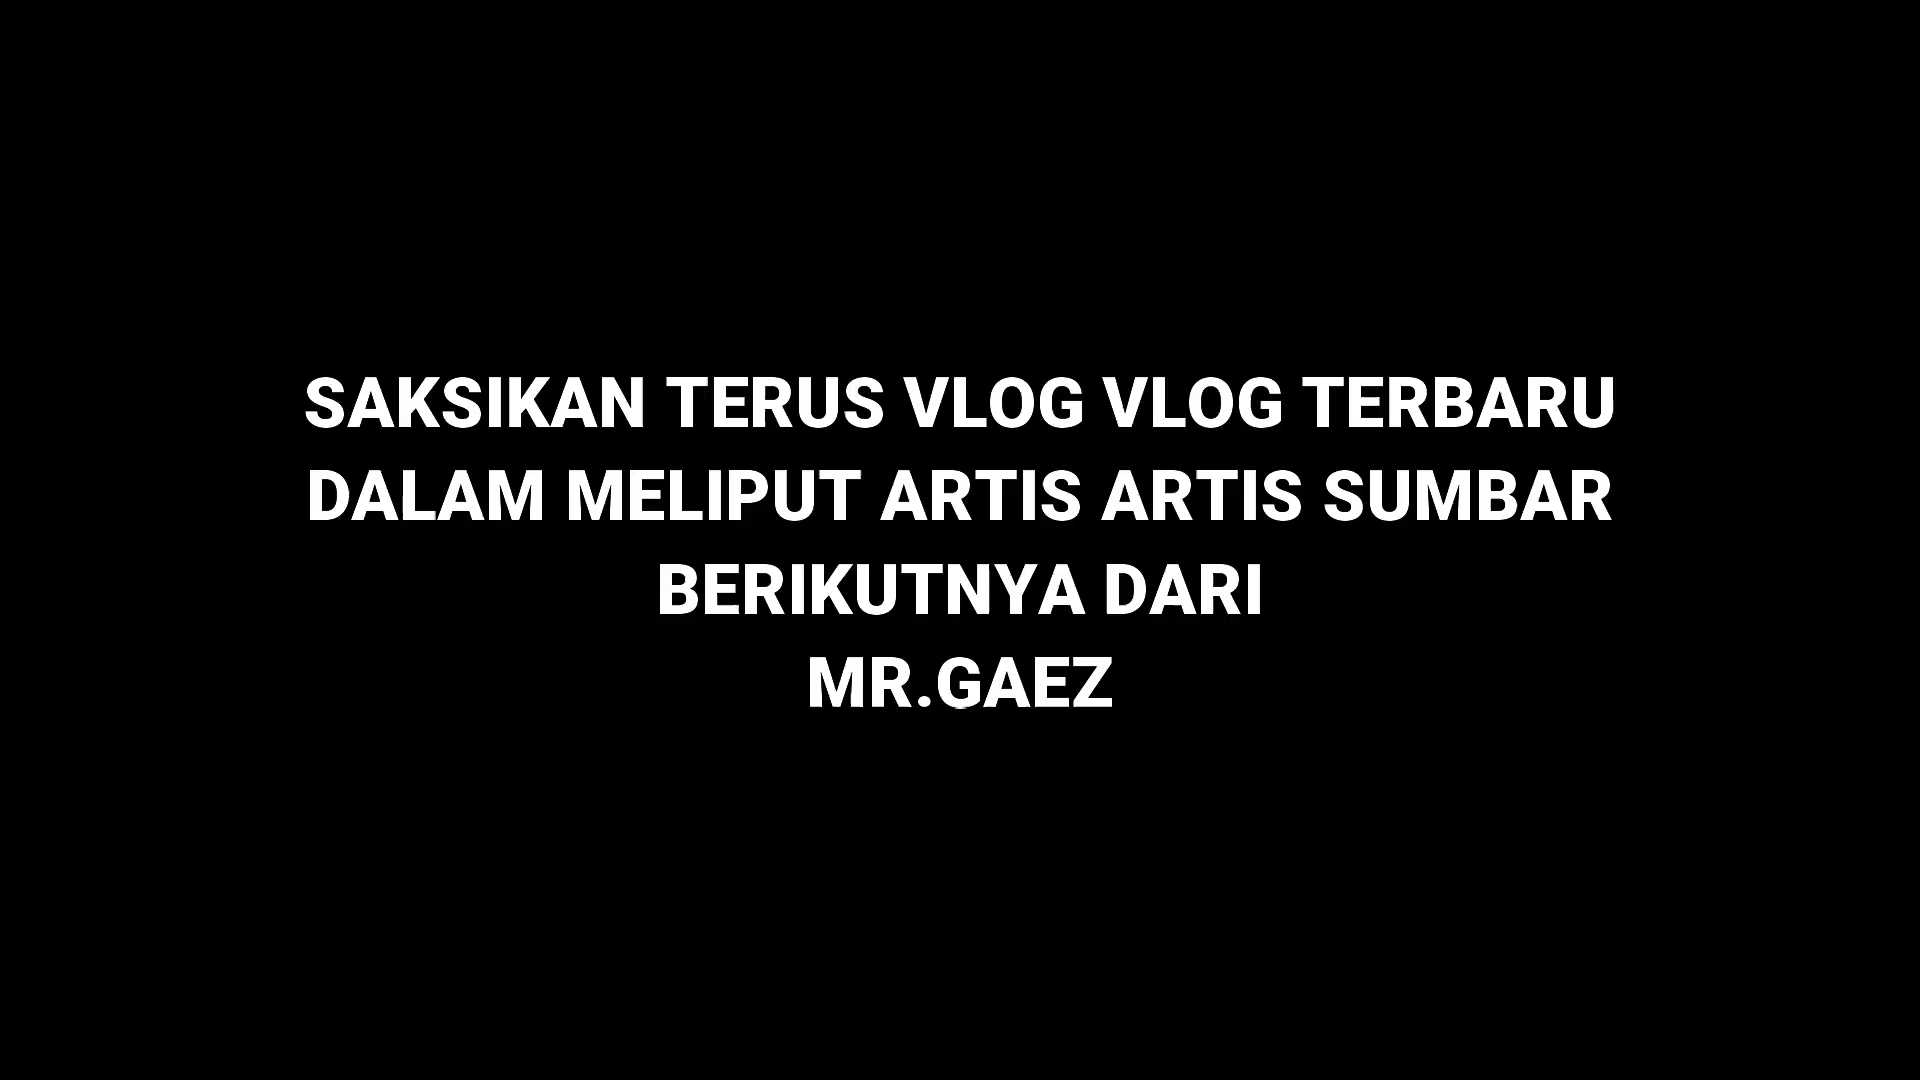 SAKSIKAN TERUS VLOG VLOG TERBARU
DALAM MELIPUT ARTIS ARTIS SUMBAR
BERIKUTNYA DARI
MR.GAEZ